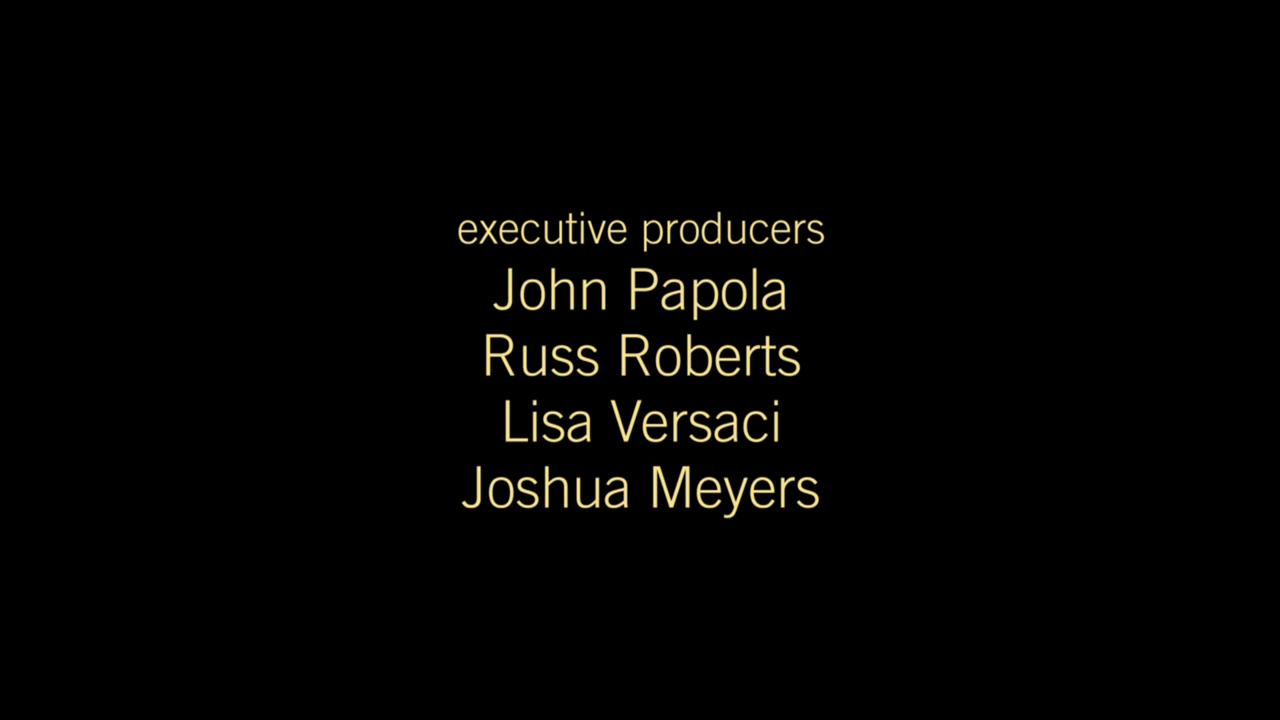 executive producers
John Papola
Russ Roberts
Lisa Versaci
Joshua Meyers